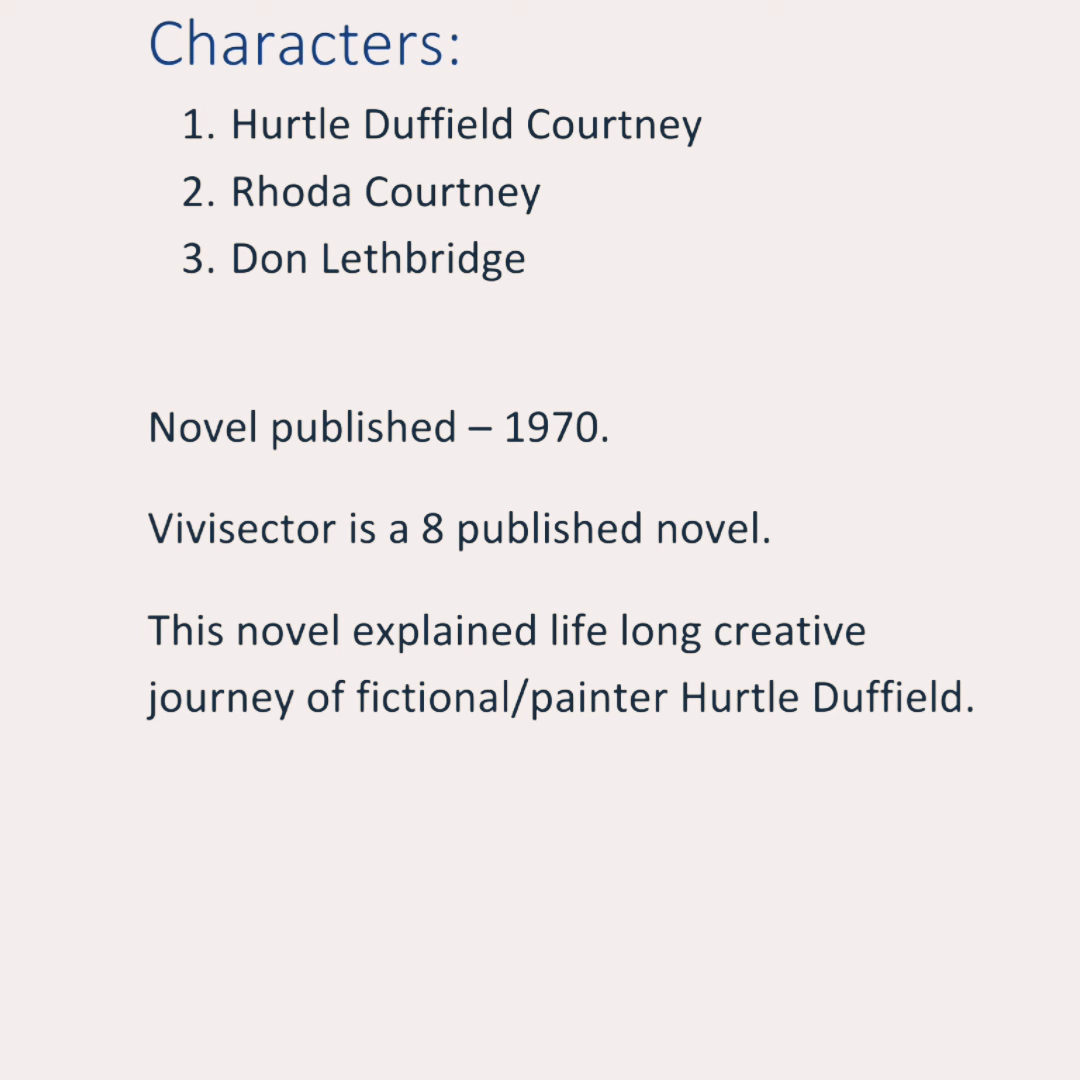 Characters:
1. Hurtle Duffield Courtney
2. Rhoda Courtney
3. Don Lethbridge
Novel published – 1970.
Vivisector is a 8 published novel.
This novel explained life long creative
journey of fictional/painter Hurtle Duffield.